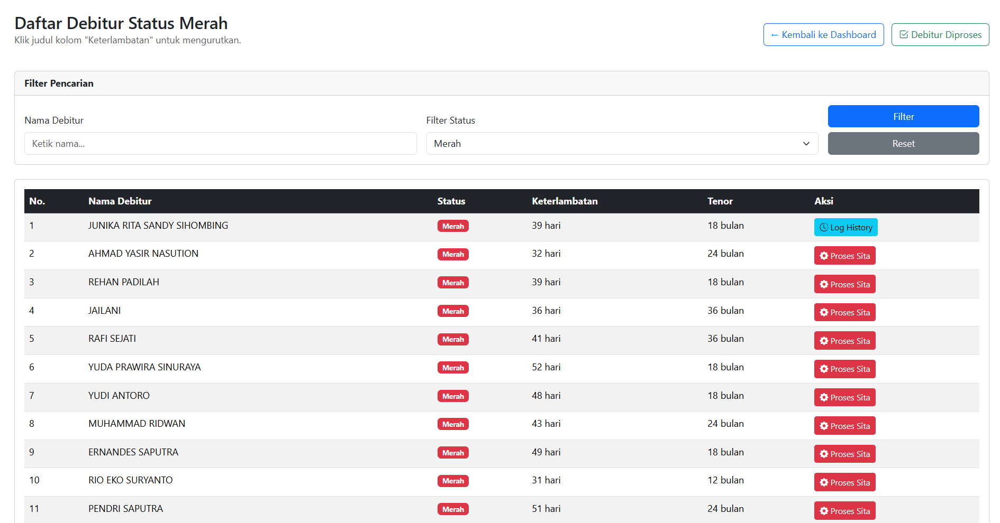 Daftar Debitur Status Merah
Klik judul kolom "Keterlambatan" untuk mengurutkan.
← Kembali ke Dashboard
Debitur Diproses
Filter Pencarian
Nama Debitur
Filter Status
Filter
Ketik nama...
Merah
Reset
No. Nama Debitur Status Keterlambatan Tenor Aksi
1 JUNIKA RITA SANDY SIHOMBING Merah 39 hari 18 bulan Log History
2 AHMAD YASIR NASUTION Merah 32 hari 24 bulan Proses Sita
3 REHAN PADILAH Merah 39 hari 18 bulan Proses Sita
4 JAILANI Merah 36 hari 36 bulan Proses Sita
5 RAFI SEJATI Merah 41 hari 36 bulan Proses Sita
6 YUDA PRAWIRA SINURAYA Merah 52 hari 18 bulan Proses Sita
7 YUDI ANTORO Merah 48 hari 18 bulan Proses Sita
8 MUHAMMAD RIDWAN Merah 43 hari 24 bulan Proses Sita
9 ERNANDES SAPUTRA Merah 49 hari 18 bulan Proses Sita
10 RIO EKO SURYANTO Merah 31 hari 12 bulan Proses Sita
11 PENDRI SAPUTRA Merah 51 hari 24 bulan Proses Sita